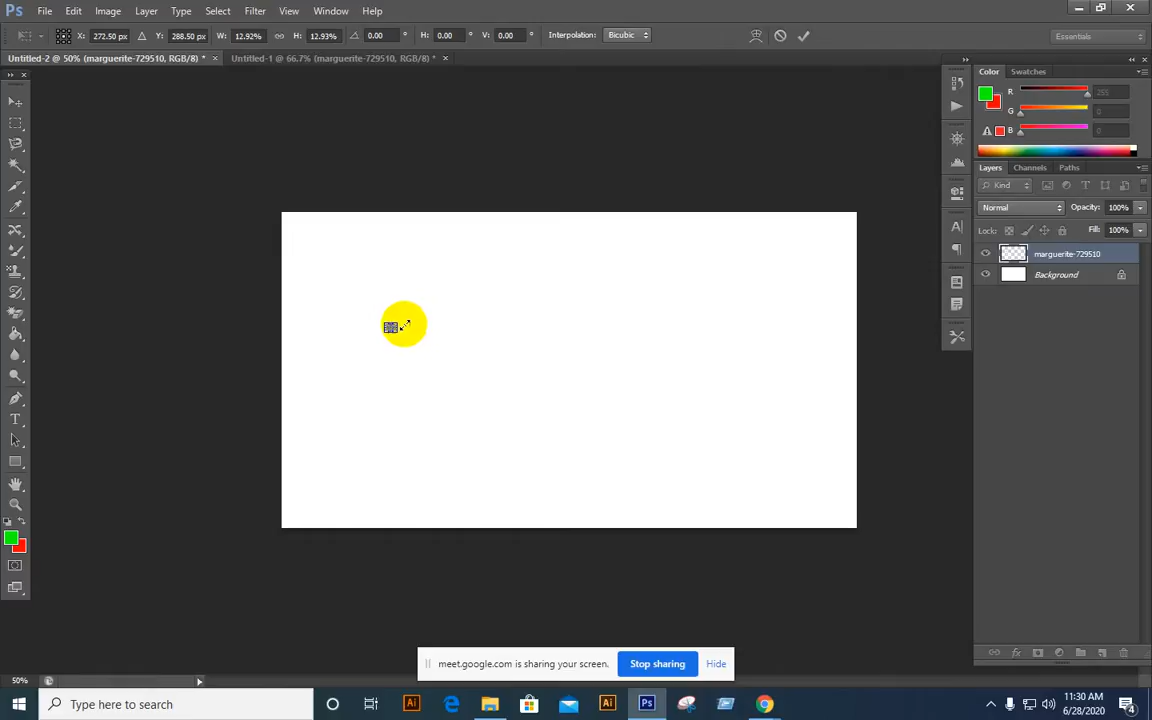 Ps File Edit Image Layer Type Select Filter View Window Help
X: 272.50 px Y: 288.50 px W: 12.92% H: 12.93% 0.00 ° H: 0.00 ° V: 0.00 ° Interpolation: Bicubic Essentials
Untitled-2 @ 50% (marguerite-729510, RGB/8) * × Untitled-1 @ 66.7% (marguerite-729510, RGB/8) * ×
Color Swatches
R 255
G 0
B 0
Layers Channels Paths
Kind
Normal Opacity: 100%
Lock: Fill: 100%
marguerite-729510
Background
50%
meet.google.com is sharing your screen. Stop sharing Hide
Type here to search
11:30 AM
6/28/2020
4